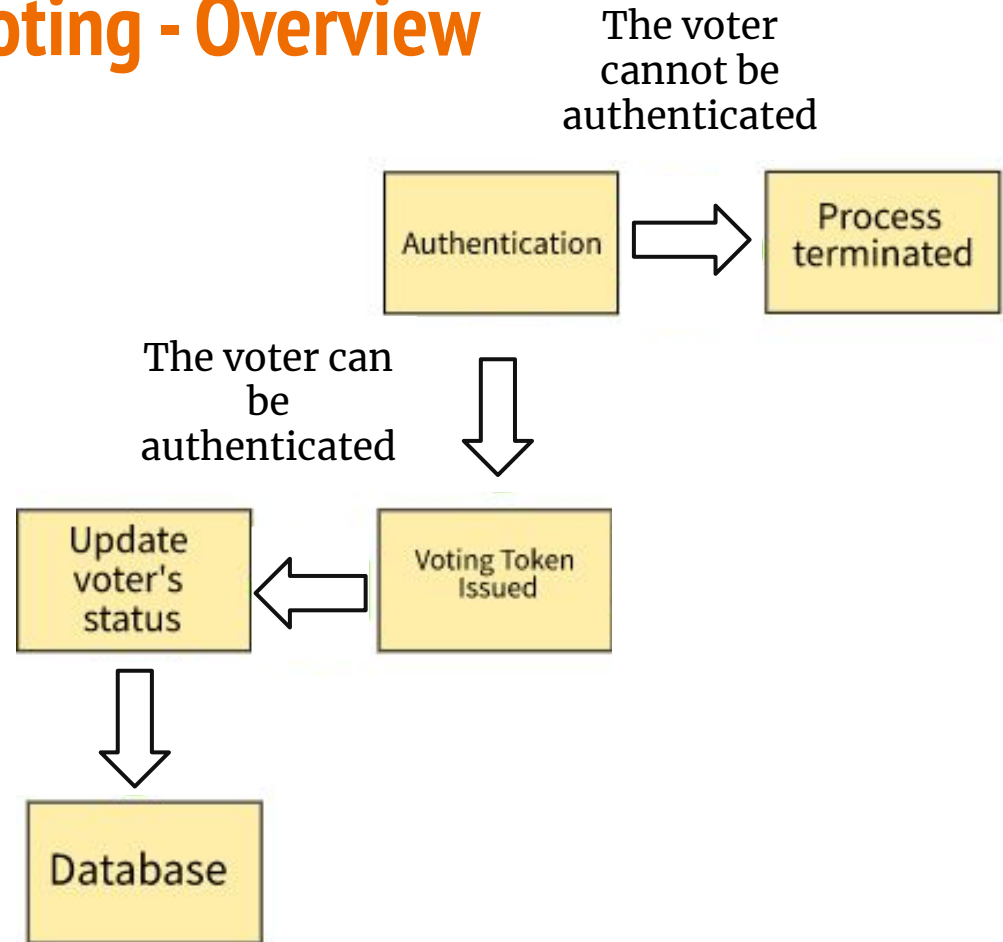 oting - Overview
The voter
cannot be
authenticated
Authentication
Process
terminated
The voter can
be
authenticated
Update
voter's
status
Voting Token
Issued
Database